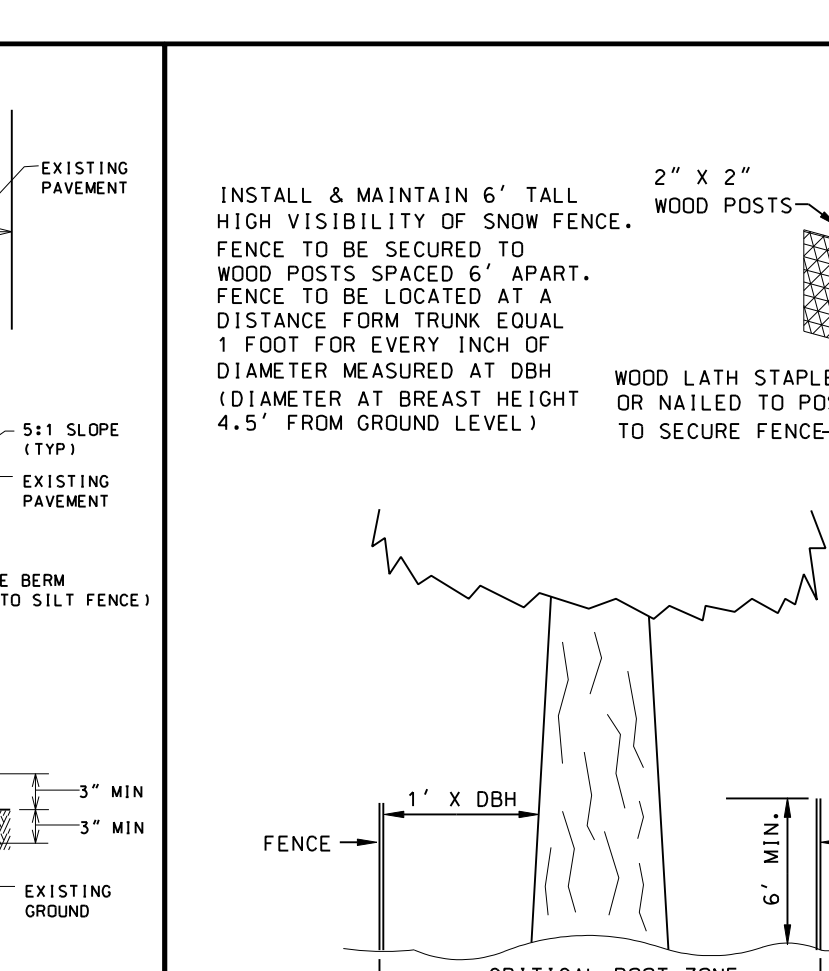 EXISTING
PAVEMENT
5:1 SLOPE
(TYP)
EXISTING
PAVEMENT
E BERM
TO SILT FENCE)
3" MIN
3" MIN
EXISTING
GROUND
INSTALL & MAINTAIN 6' TALL
HIGH VISIBILITY OF SNOW FENCE.
FENCE TO BE SECURED TO
WOOD POSTS SPACED 6' APART.
FENCE TO BE LOCATED AT A
DISTANCE FORM TRUNK EQUAL
1 FOOT FOR EVERY INCH OF
DIAMETER MEASURED AT DBH
(DIAMETER AT BREAST HEIGHT
4.5' FROM GROUND LEVEL)
2" X 2"
WOOD POSTS
WOOD LATH STAPLE
OR NAILED TO POS
TO SECURE FENCE
1' X DBH
FENCE
6' MIN.
CRITICAL ROOT ZONE